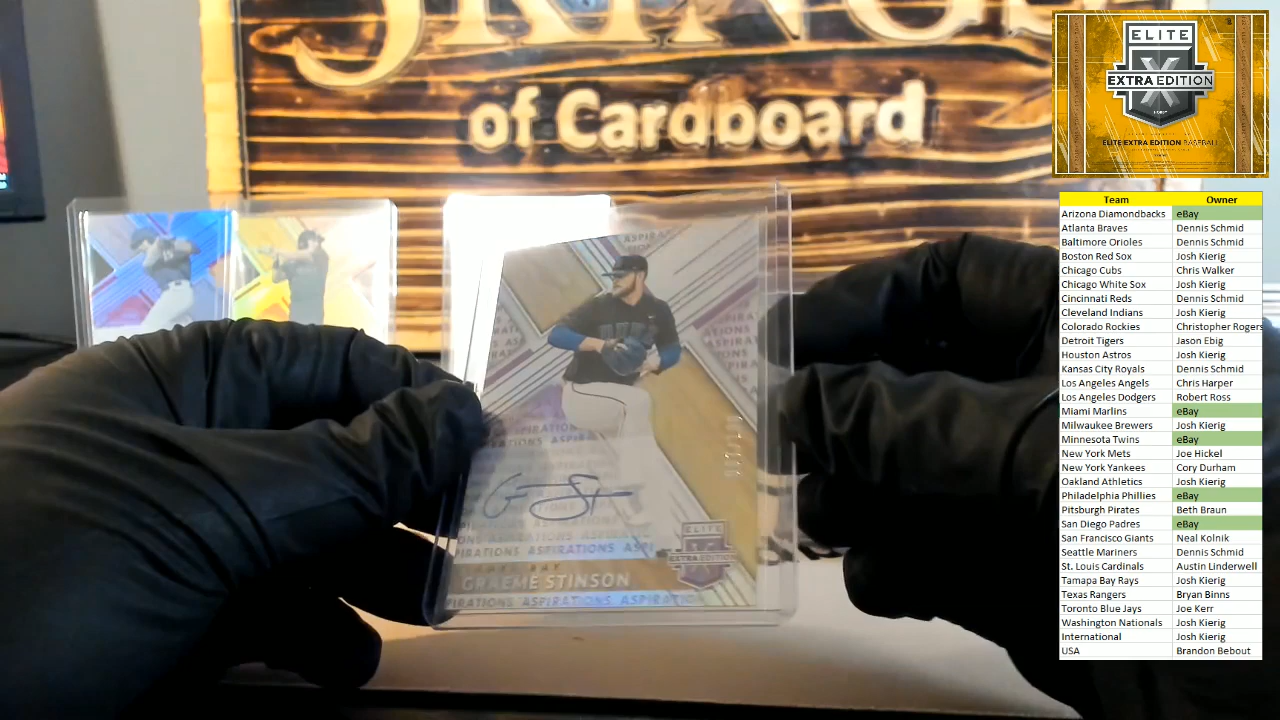 of Cardboard
ASPIRATIONS ASPI
GRAEME STINSON
ELITE
EXTRA EDITION
ELITE
EXTRA EDITION
ELITE EXTRA EDITION BASEBALL
Team Owner
Arizona Diamondbacks eBay
Atlanta Braves Dennis Schmid
Baltimore Orioles Dennis Schmid
Boston Red Sox Josh Kierig
Chicago Cubs Chris Walker
Chicago White Sox Josh Kierig
Cincinnati Reds Dennis Schmid
Cleveland Indians Josh Kierig
Colorado Rockies Christopher Rogers
Detroit Tigers Jason Ebig
Houston Astros Josh Kierig
Kansas City Royals Dennis Schmid
Los Angeles Angels Chris Harper
Los Angeles Dodgers Robert Ross
Miami Marlins eBay
Milwaukee Brewers Josh Kierig
Minnesota Twins eBay
New York Mets Joe Hickel
New York Yankees Cory Durham
Oakland Athletics Josh Kierig
Philadelphia Phillies eBay
Pitsburgh Pirates Beth Braun
San Diego Padres eBay
San Francisco Giants Neal Kolnik
Seattle Mariners Dennis Schmid
St. Louis Cardinals Austin Linderwell
Tamapa Bay Rays Josh Kierig
Texas Rangers Bryan Binns
Toronto Blue Jays Joe Kerr
Washington Nationals Josh Kierig
International Josh Kierig
USA Brandon Bebout